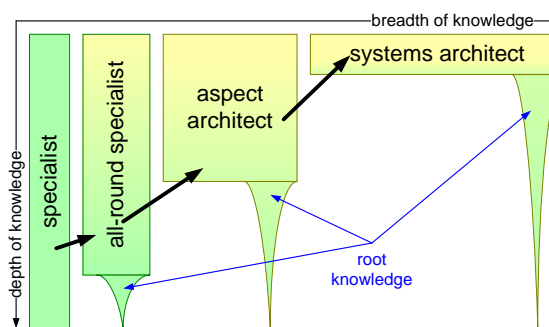 breadth of knowledge
depth of knowledge
specialist
all-round specialist
aspect
architect
systems architect
root
knowledge